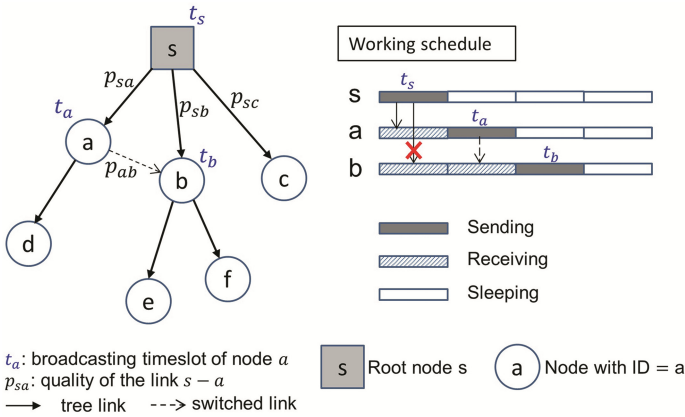 t_s
Working schedule
s
p_sa
p_sb
p_sc
t_a
a
p_ab
t_b
b
c
d
e
f
t_s
s
t_a
a
t_b
b
Sending
Receiving
Sleeping
t_a: broadcasting timeslot of node a
p_sa: quality of the link s − a
tree link
switched link
s
Root node s
a
Node with ID = a